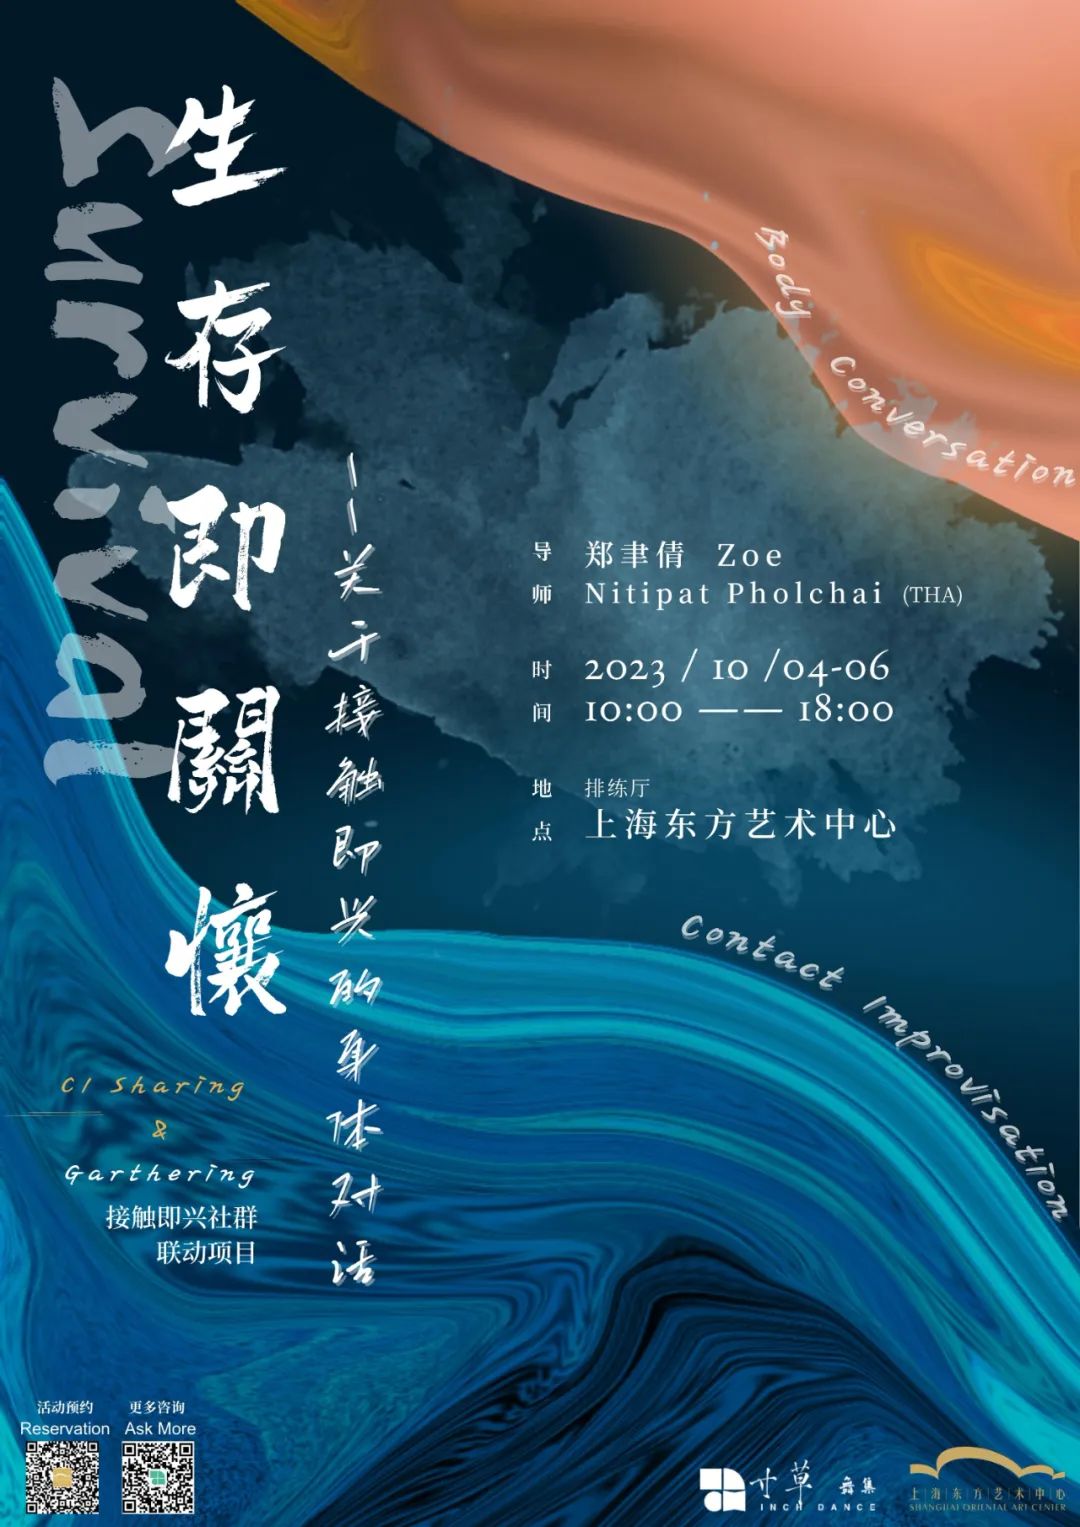 Survival
生存即關懷
——关于接触即兴的身体对话
Body Conversation
导师
郑聿倩 Zoe
Nitipat Pholchai (THA)
时间
2023 / 10 /04-06
10:00 —— 18:00
地点
排练厅
上海东方艺术中心
Contact Improvisation
CI Sharing
&
Garthering
接触即兴社群
联动项目
活动预约
Reservation
更多咨询
Ask More
寸草 舞集
INCH DANCE
上海东方艺术中心
SHANGHAI ORIENTAL ART CENTER